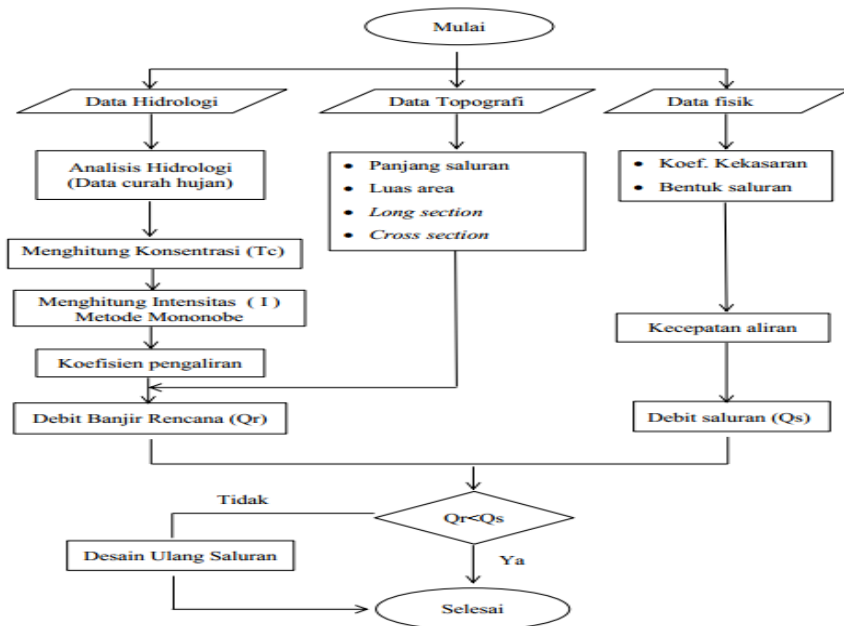 Mulai
Data Hidrologi
Data Topografi
Data fisik
Analisis Hidrologi
(Data curah hujan)
• Panjang saluran
• Luas area
• Long section
• Cross section
• Koef. Kekasaran
• Bentuk saluran
Menghitung Konsentrasi (Tc)
Menghitung Intensitas ( I )
Metode Mononobe
Kecepatan aliran
Koefisien pengaliran
Debit Banjir Rencana (Qr)
Debit saluran (Qs)
Tidak
Qr<Qs
Desain Ulang Saluran
Ya
Selesai